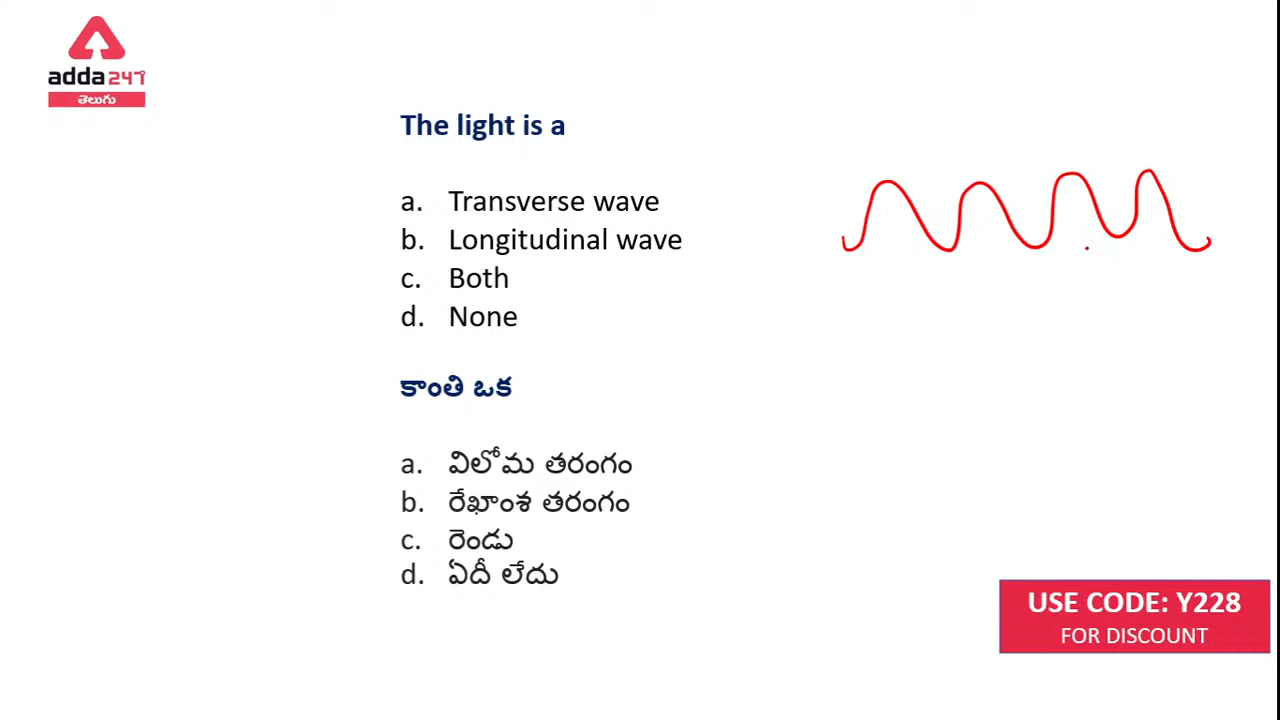 adda247
తెలుగు
The light is a
a. Transverse wave
b. Longitudinal wave
c. Both
d. None
కాంతి ఒక
a. విలోమ తరంగం
b. రేఖాంశ తరంగం
c. రెండు
d. ఏదీ లేదు
USE CODE: Y228
FOR DISCOUNT